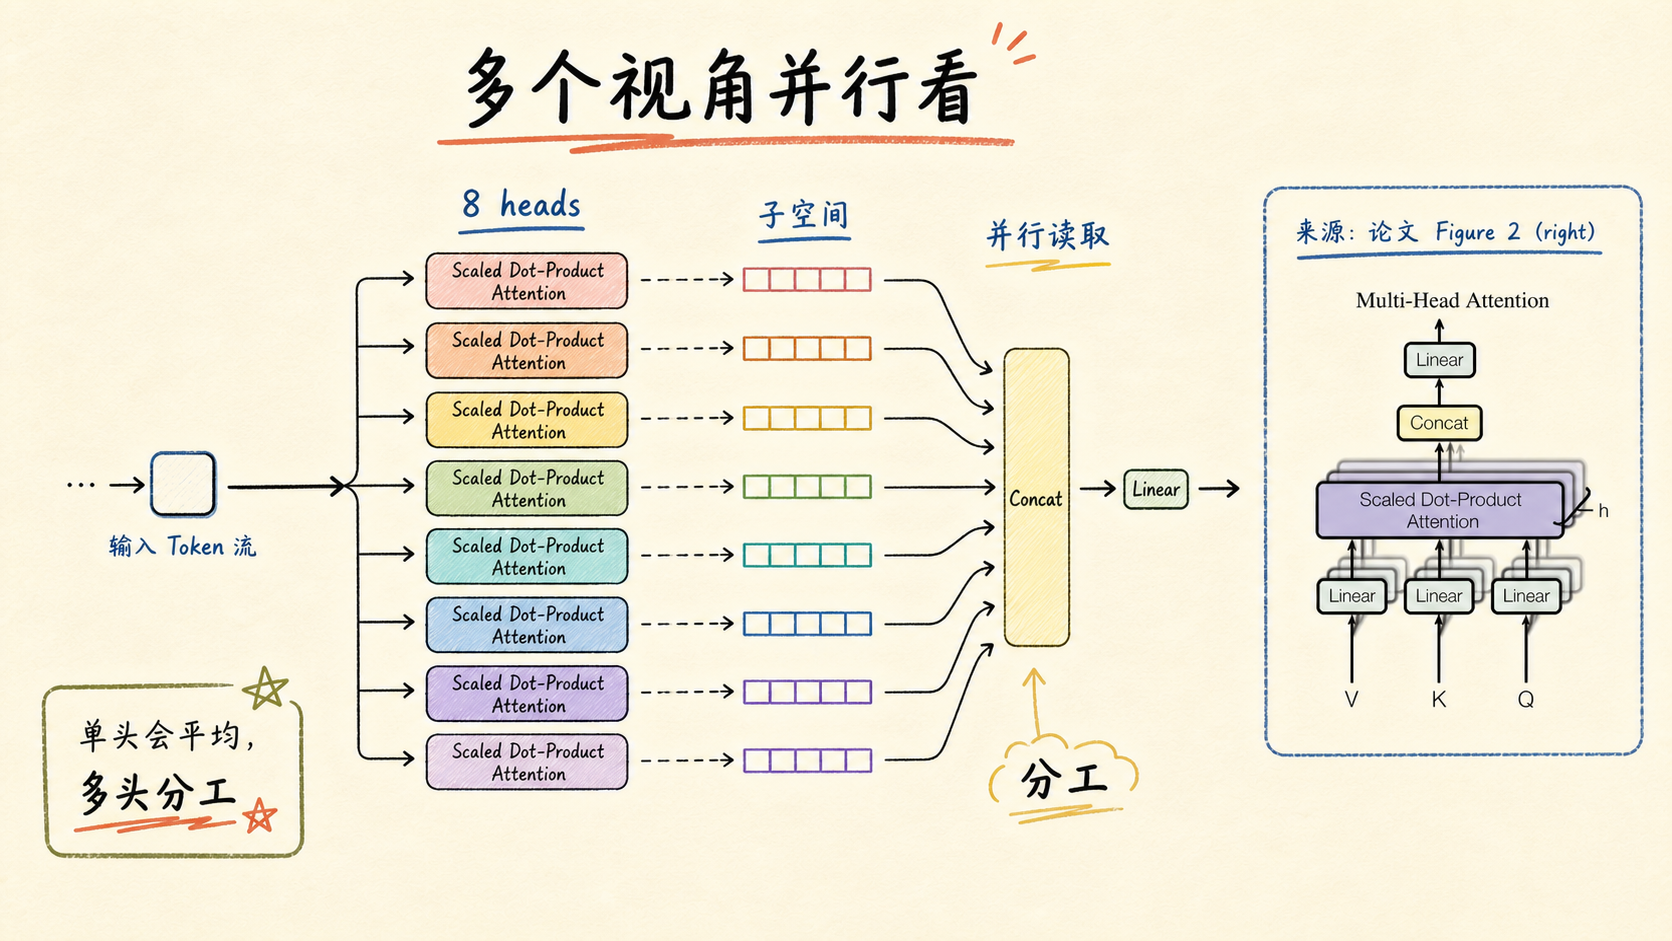 多个视角并行看
8 heads
子空间
并行读取
Scaled Dot-Product
Attention
Scaled Dot-Product
Attention
Scaled Dot-Product
Attention
Scaled Dot-Product
Attention
Scaled Dot-Product
Attention
Scaled Dot-Product
Attention
Scaled Dot-Product
Attention
Scaled Dot-Product
Attention
...
输入 Token 流
Concat
Linear
分工
单头会平均，
多头分工
来源：论文 Figure 2 (right)
Multi-Head Attention
Linear
Concat
Scaled Dot-Product
Attention
h
Linear
Linear
Linear
V
K
Q